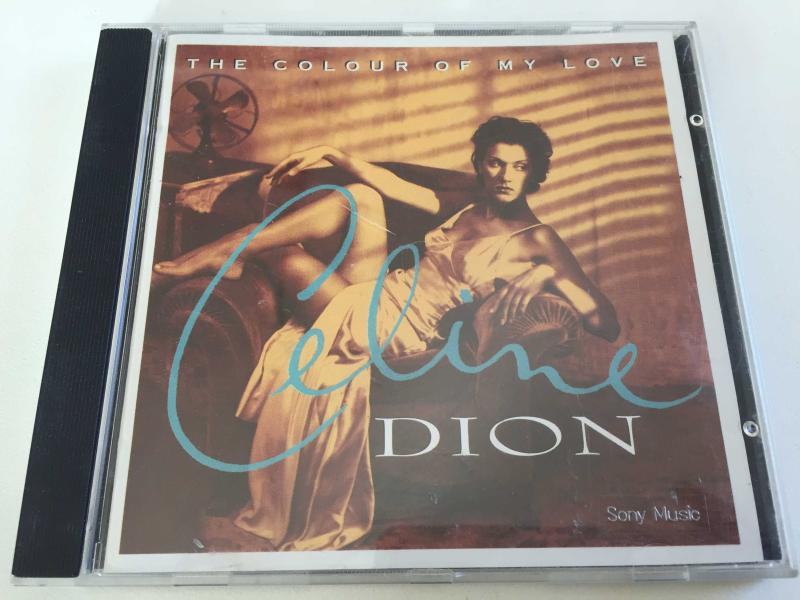 THE COLOUR OF MY LOVE
Celine
DION
Sony Music